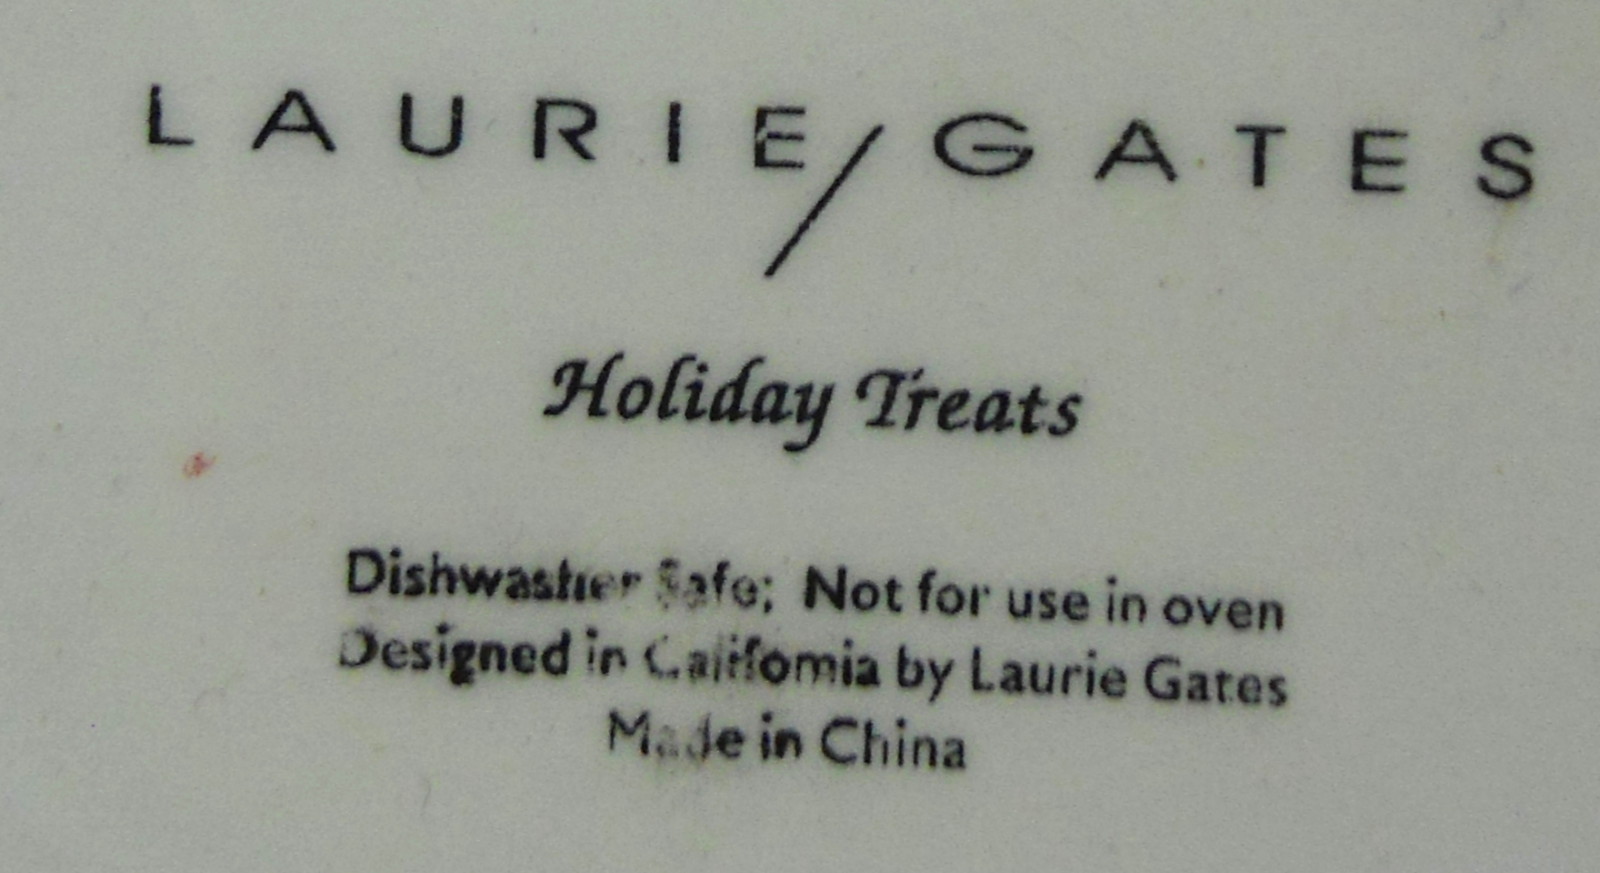 LAURIE/GATES
Holiday Treats
Dishwasher Safe; Not for use in oven
Designed in California by Laurie Gates
Made in China